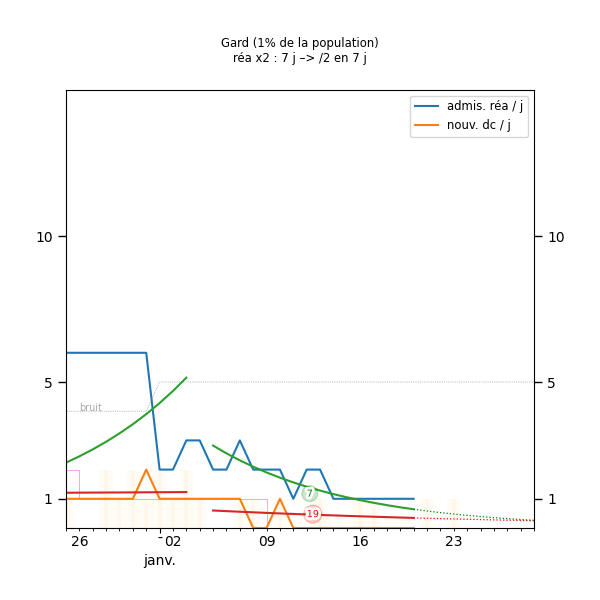 Gard (1% de la population)
réa x2 : 7 j –> /2 en 7 j
admis. réa / j
nouv. dc / j
10 10
5 5
bruit
7
1 1
19
26 02 09 16 23
janv.